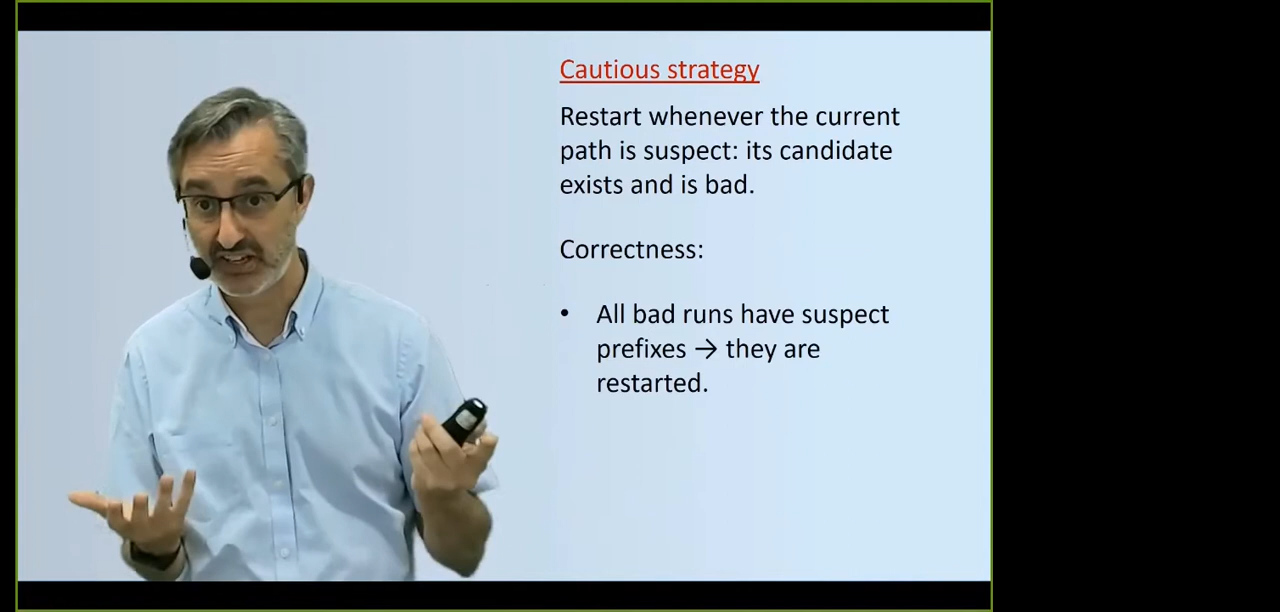 Cautious strategy
Restart whenever the current
path is suspect: its candidate
exists and is bad.
Correctness:
• All bad runs have suspect
prefixes → they are
restarted.